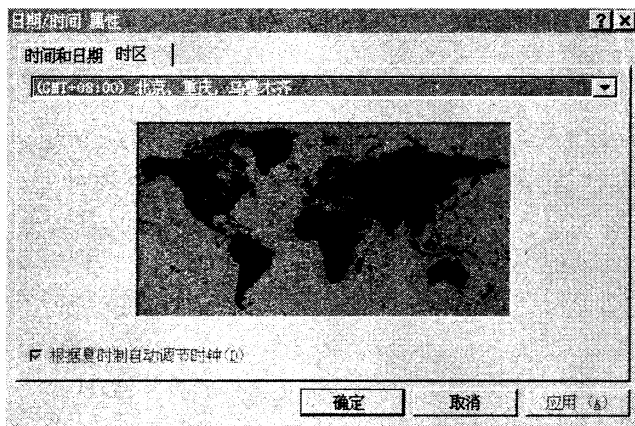 日期/时间 属性
时间和日期 时区
(GMT+08:00) 北京，重庆，乌鲁木齐
根据夏时制自动调节时钟(D)
确定 取消 应用 (A)